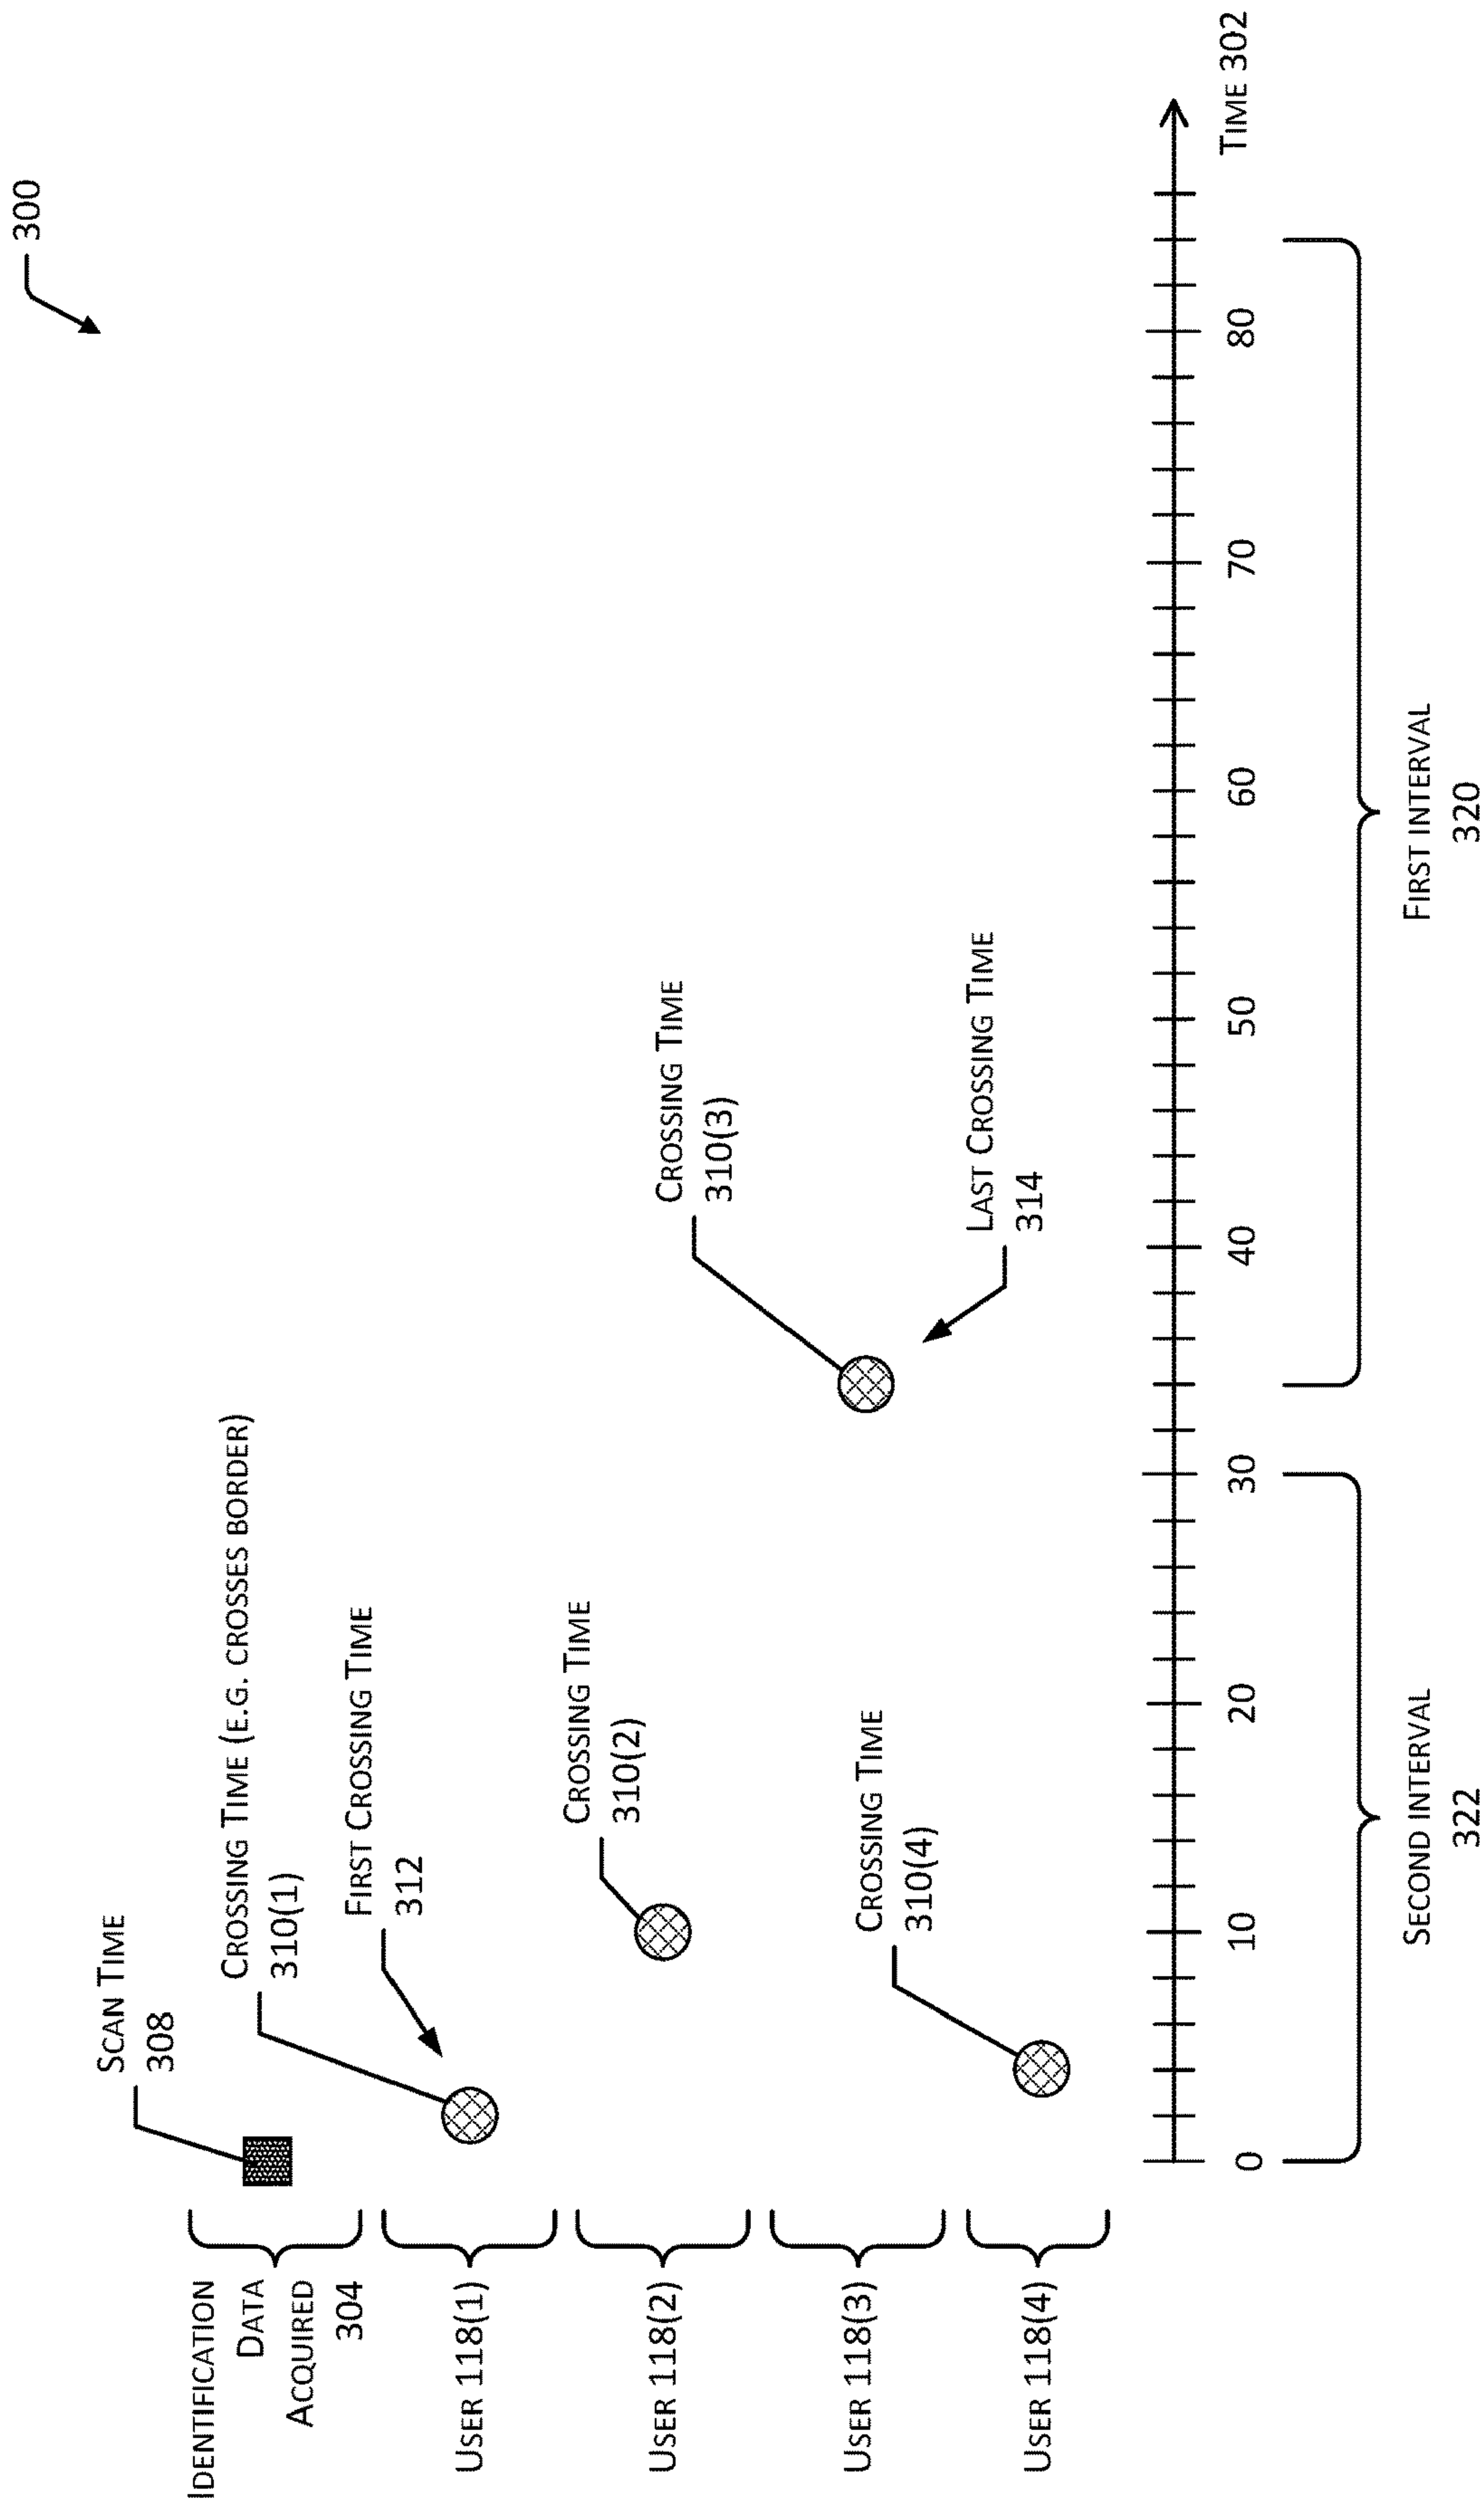 300
SCAN TIME
308
CROSSING TIME (E.G. CROSSES BORDER)
310(1)
FIRST CROSSING TIME
312
CROSSING TIME
310(2)
CROSSING TIME
310(3)
CROSSING TIME
310(4)
LAST CROSSING TIME
314
IDENTIFICATION
DATA
ACQUIRED
304
USER 118(1)
USER 118(2)
USER 118(3)
USER 118(4)
0
10
20
30
40
50
60
70
80
TIME 302
SECOND INTERVAL
322
FIRST INTERVAL
320